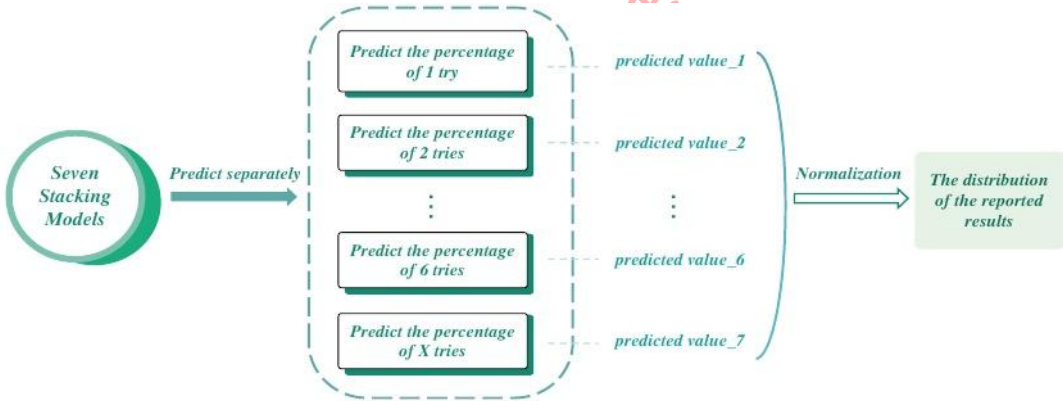 Predict the percentage
of 1 try
predicted value_1
Predict the percentage
of 2 tries
predicted value_2
Seven
Stacking
Models
Predict separately
Normalization
The distribution
of the reported
results
Predict the percentage
of 6 tries
predicted value_6
Predict the percentage
of X tries
predicted value_7